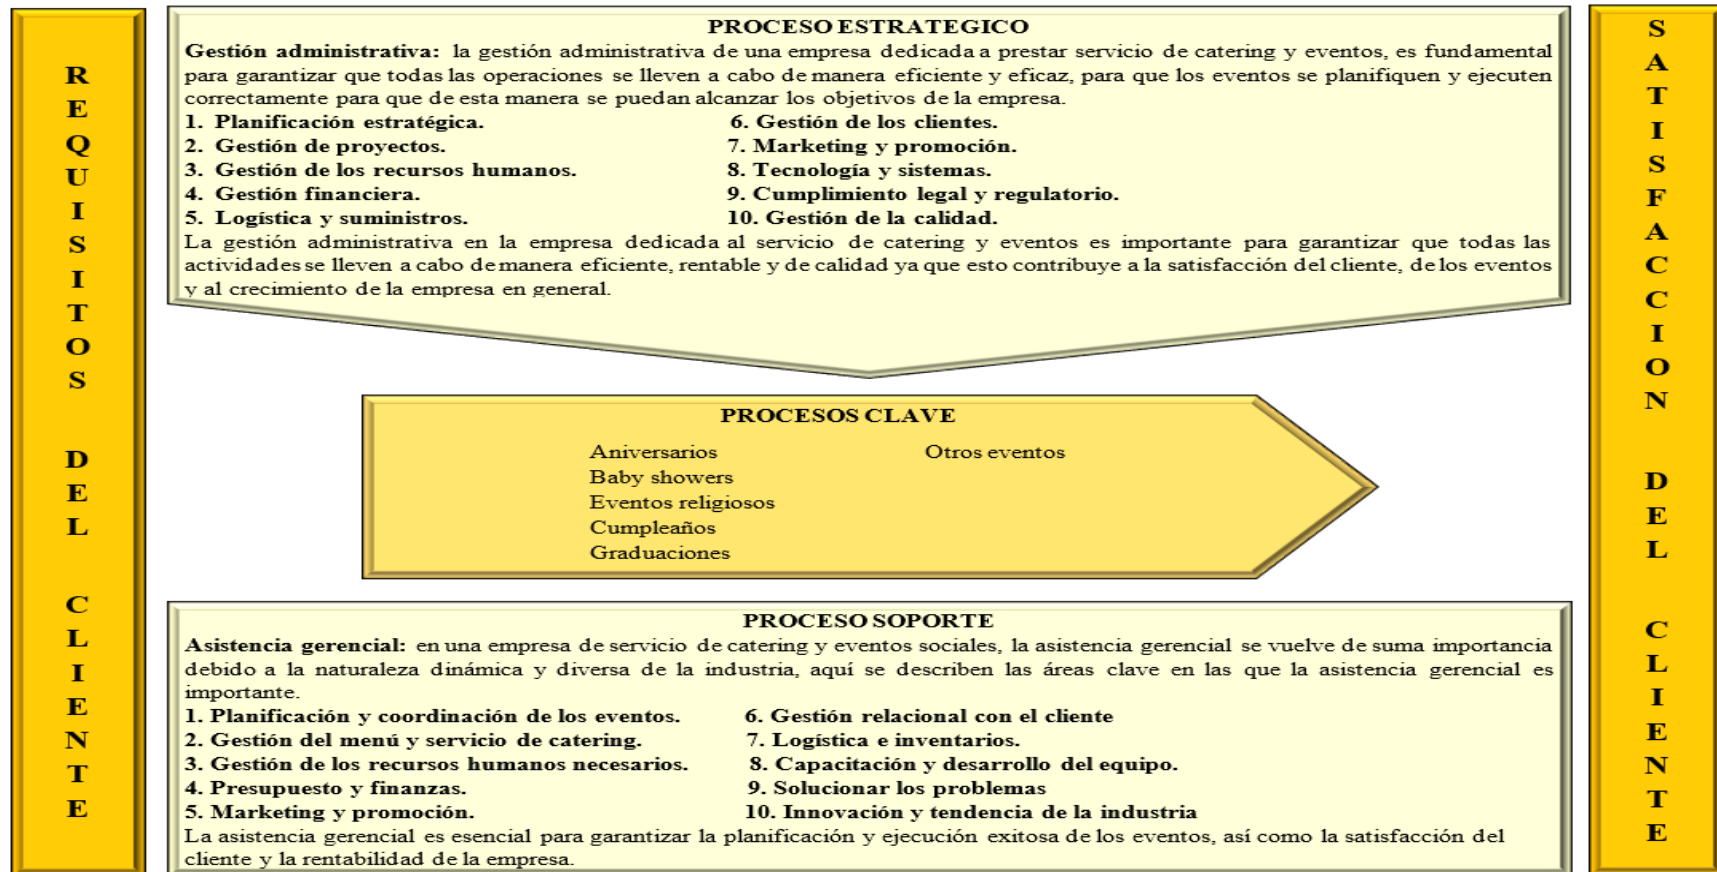 REQUISITOS DEL CLIENTE
PROCESO ESTRATEGICO
Gestión administrativa: la gestión administrativa de una empresa dedicada a prestar servicio de catering y eventos, es fundamental
para garantizar que todas las operaciones se lleven a cabo de manera eficiente y eficaz, para que los eventos se planifiquen y ejecuten
correctamente para que de esta manera se puedan alcanzar los objetivos de la empresa.
1. Planificación estratégica.
2. Gestión de proyectos.
3. Gestión de los recursos humanos.
4. Gestión financiera.
5. Logística y suministros.
6. Gestión de los clientes.
7. Marketing y promoción.
8. Tecnología y sistemas.
9. Cumplimiento legal y regulatorio.
10. Gestión de la calidad.
La gestión administrativa en la empresa dedicada al servicio de catering y eventos es importante para garantizar que todas las
actividades se lleven a cabo de manera eficiente, rentable y de calidad ya que esto contribuye a la satisfacción del cliente, de los eventos
y al crecimiento de la empresa en general.
PROCESOS CLAVE
Aniversarios
Baby showers
Eventos religiosos
Cumpleaños
Graduaciones
Otros eventos
PROCESO SOPORTE
Asistencia gerencial: en una empresa de servicio de catering y eventos sociales, la asistencia gerencial se vuelve de suma importancia
debido a la naturaleza dinámica y diversa de la industria, aquí se describen las áreas clave en las que la asistencia gerencial es
importante.
1. Planificación y coordinación de los eventos.
2. Gestión del menú y servicio de catering.
3. Gestión de los recursos humanos necesarios.
4. Presupuesto y finanzas.
5. Marketing y promoción.
6. Gestión relacional con el cliente
7. Logística e inventarios.
8. Capacitación y desarrollo del equipo.
9. Solucionar los problemas
10. Innovación y tendencia de la industria
La asistencia gerencial es esencial para garantizar la planificación y ejecución exitosa de los eventos, así como la satisfacción del
cliente y la rentabilidad de la empresa.
SATISFACCION DEL CLIENTE